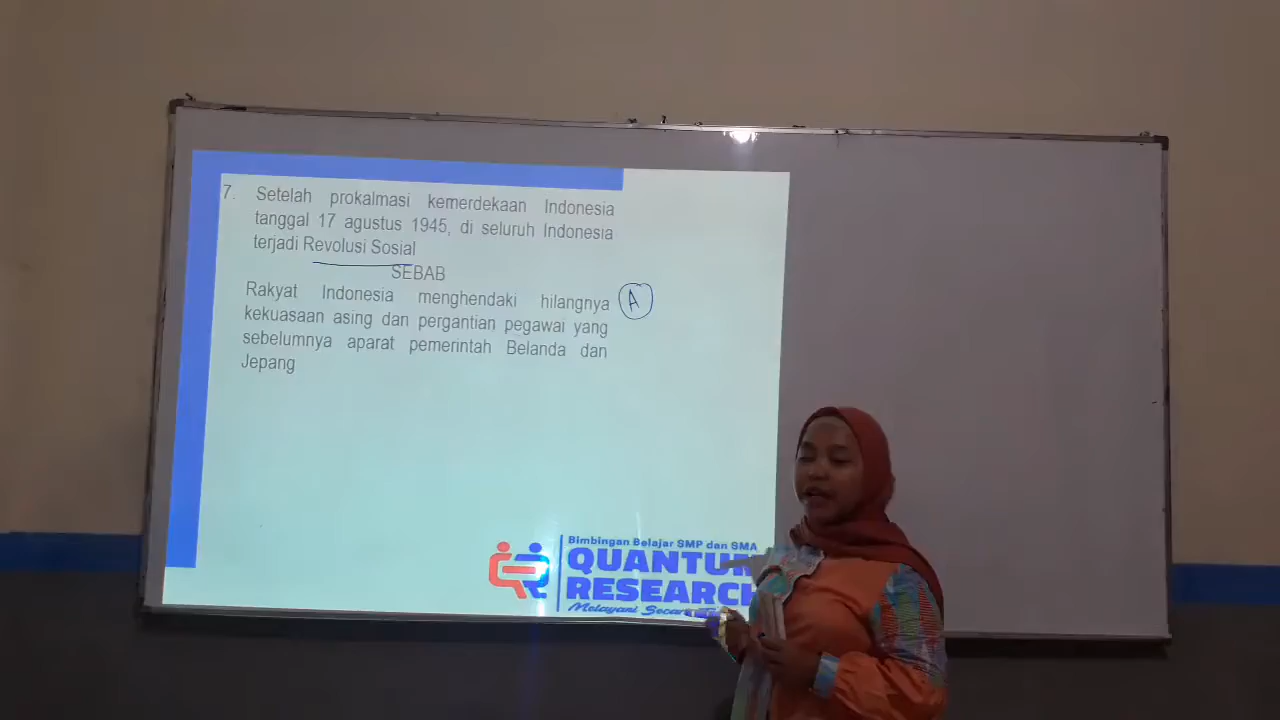 7. Setelah prokalmasi kemerdekaan Indonesia
tanggal 17 agustus 1945, di seluruh Indonesia
terjadi Revolusi Sosial
SEBAB
Rakyat Indonesia menghendaki hilangnya
kekuasaan asing dan pergantian pegawai yang
sebelumnya aparat pemerintah Belanda dan
Jepang
A
Bimbingan Belajar SMP dan SMA
QUANTUM
RESEARCH
Melayani Secara